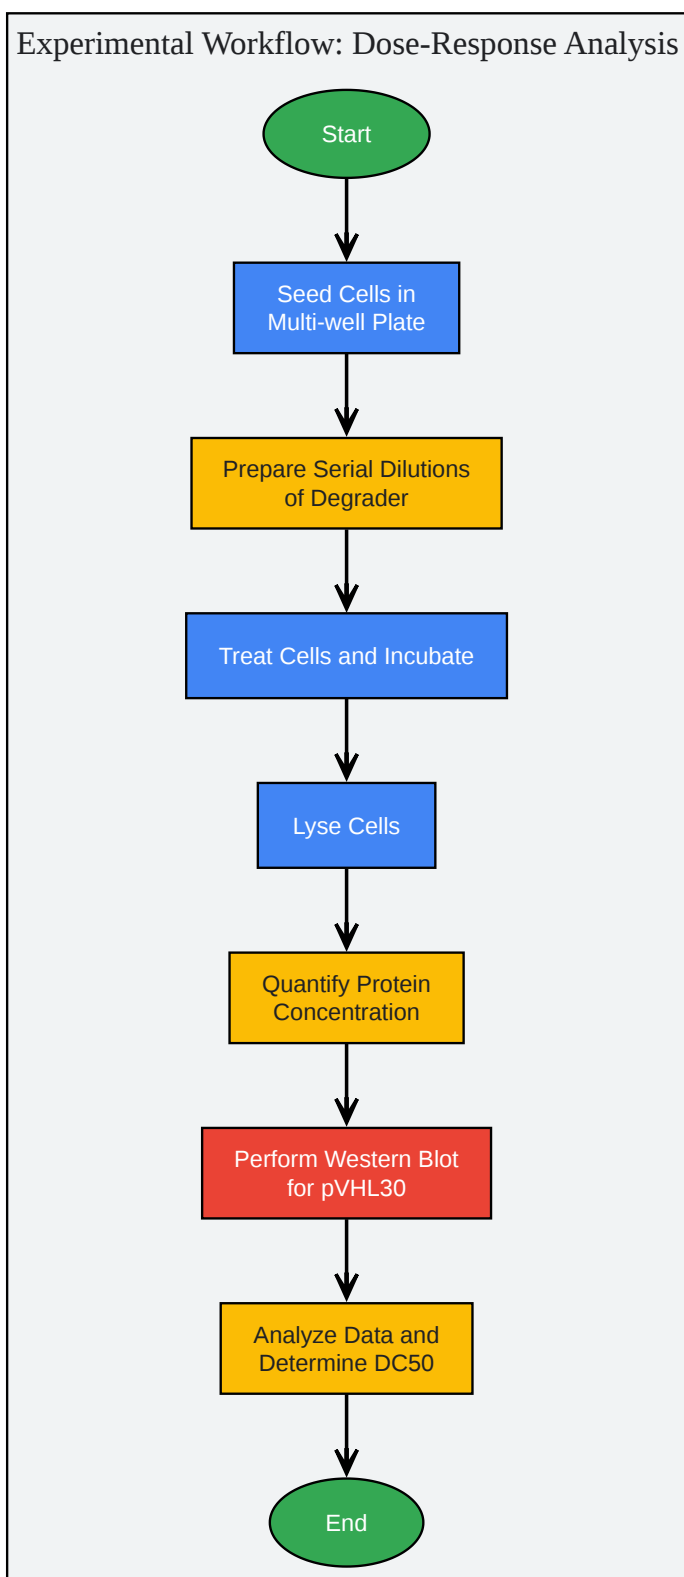 Experimental Workflow: Dose-Response Analysis
Start
Seed Cells in
Multi-well Plate
Prepare Serial Dilutions
of Degrader
Treat Cells and Incubate
Lyse Cells
Quantify Protein
Concentration
Perform Western Blot
for pVHL30
Analyze Data and
Determine DC50
End